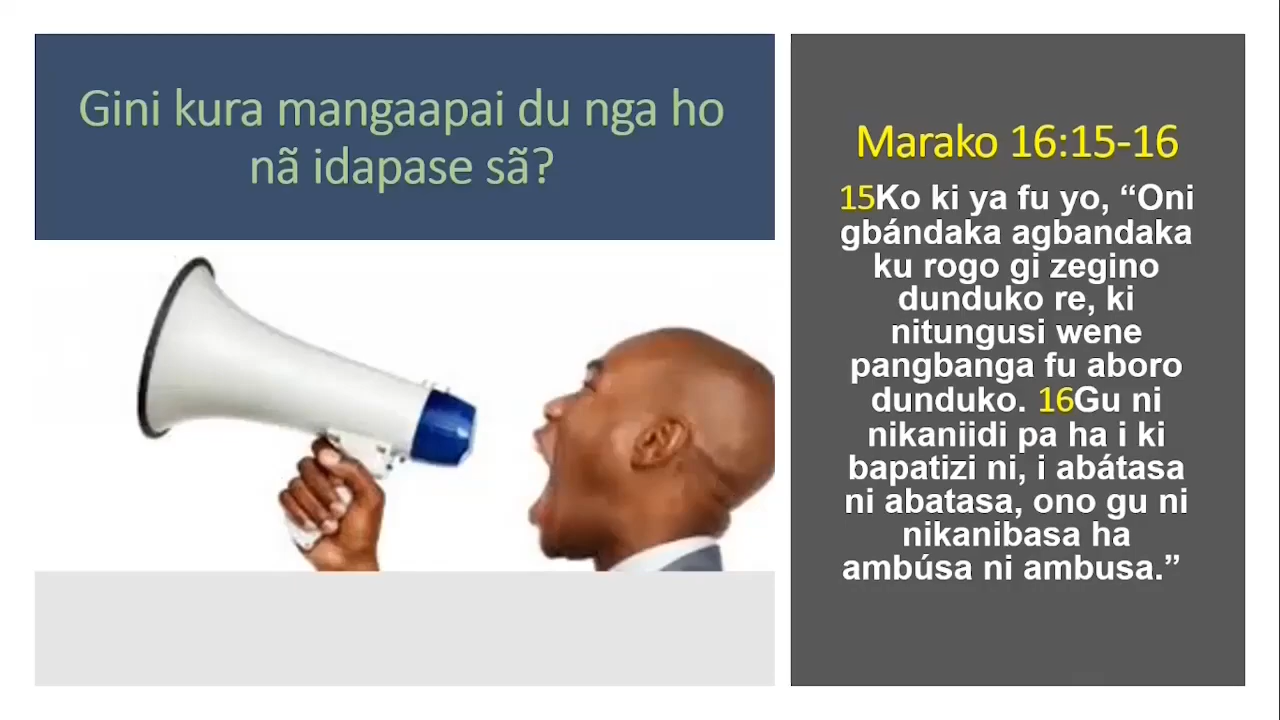 Gini kura mangaapai du nga ho
nã idapase sã?
Marako 16:15-16
15Ko ki ya fu yo, “Oni
gbándaka agbandaka
ku rogo gi zegino
dunduko re, ki
nitungusi wene
pangbanga fu aboro
dunduko. 16Gu ni
nikaniidi pa ha i ki
bapatizi ni, i abátasa
ni abatasa, ono gu ni
nikanibasa ha
ambúsa ni ambusa.”